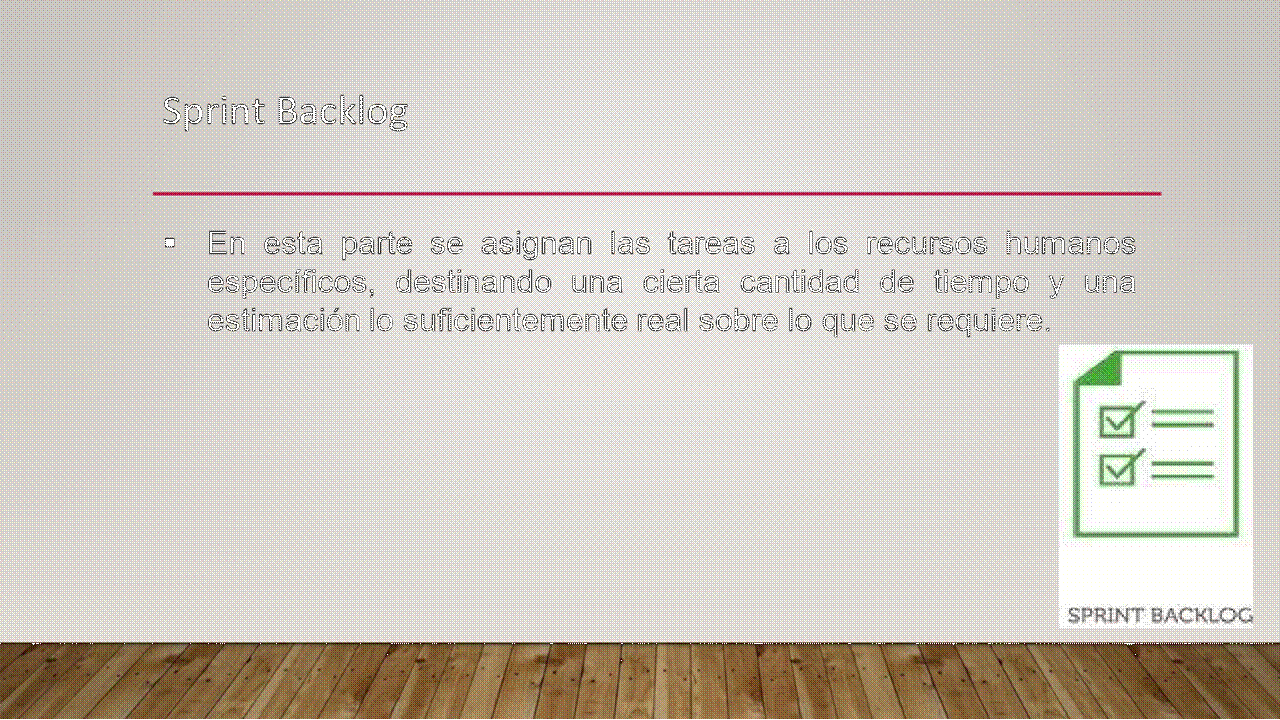 Sprint Backlog
▪ En esta parte se asignan las tareas a los recursos humanos
específicos, destinando una cierta cantidad de tiempo y una
estimación lo suficientemente real sobre lo que se requiere.
SPRINT BACKLOG